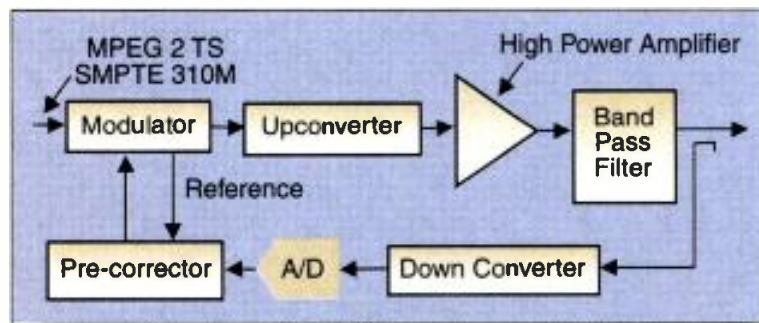 MPEG 2 TS
SMPTE 310M
High Power Amplifier
Modulator
Upconverter
Band
Pass
Filter
Reference
Pre-corrector
A/D
Down Converter